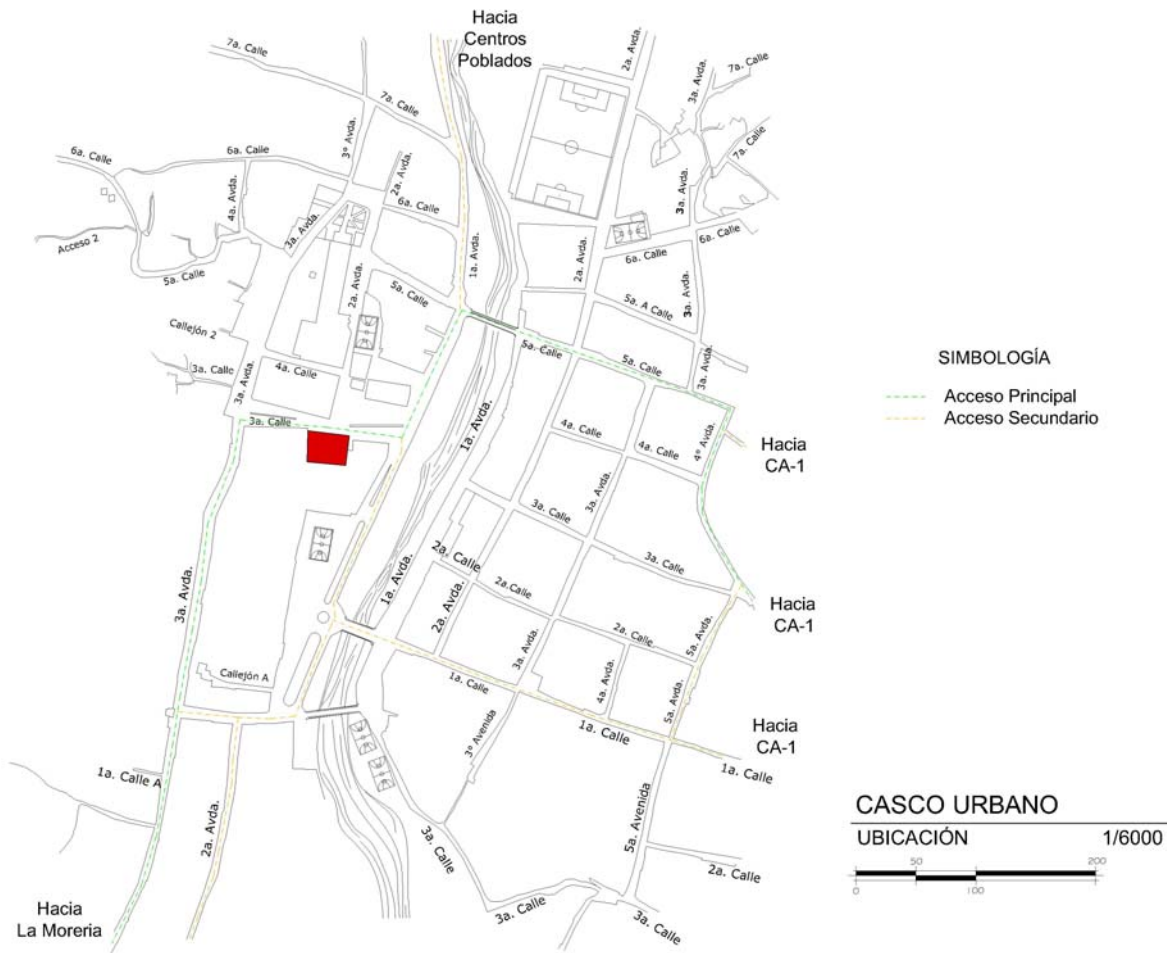 Hacia
Centros
Poblados
7a. Calle
2a. Avda.
7a. Calle
3a. Avda.
7a. Calle
3º Avda.
7a. Calle
6a. Calle
6a. Calle
2a. Avda.
3a. Avda.
4a. Avda.
6a. Calle
3a. Avda.
6a. Calle
Acceso 2
1a. Avda.
2a. Avda.
6a. Calle
5a. Calle
2a. Avda.
5a. Calle
5a. A Calle
3a. Avda.
Callejón 2
5a. Calle
5a. Calle
3a. Calle
3a. Avda.
4a. Calle
3a. Avda.
3a. Calle
1a. Avda.
4a. Calle
4a. Calle
4º Avda.
Hacia
CA-1
3a. Avda.
3a. Calle
2a. Calle
3a. Calle
1a. Avda.
2a. Calle
3a. Avda.
2a. Avda.
2a. Calle
5a. Avda.
Hacia
CA-1
3a. Avda.
Callejón A
1a. Calle
4a. Avda.
5a. Avda.
1a. Calle
Hacia
CA-1
1a. Calle
3º Avenida
1a. Calle A
2a. Avda.
5a. Avenida
3a. Calle
2a. Calle
3a. Calle
3a. Calle
Hacia
La Moreria
SIMBOLOGÍA
Acceso Principal
Acceso Secundario
CASCO URBANO
UBICACIÓN 1/6000
50 200
0 100